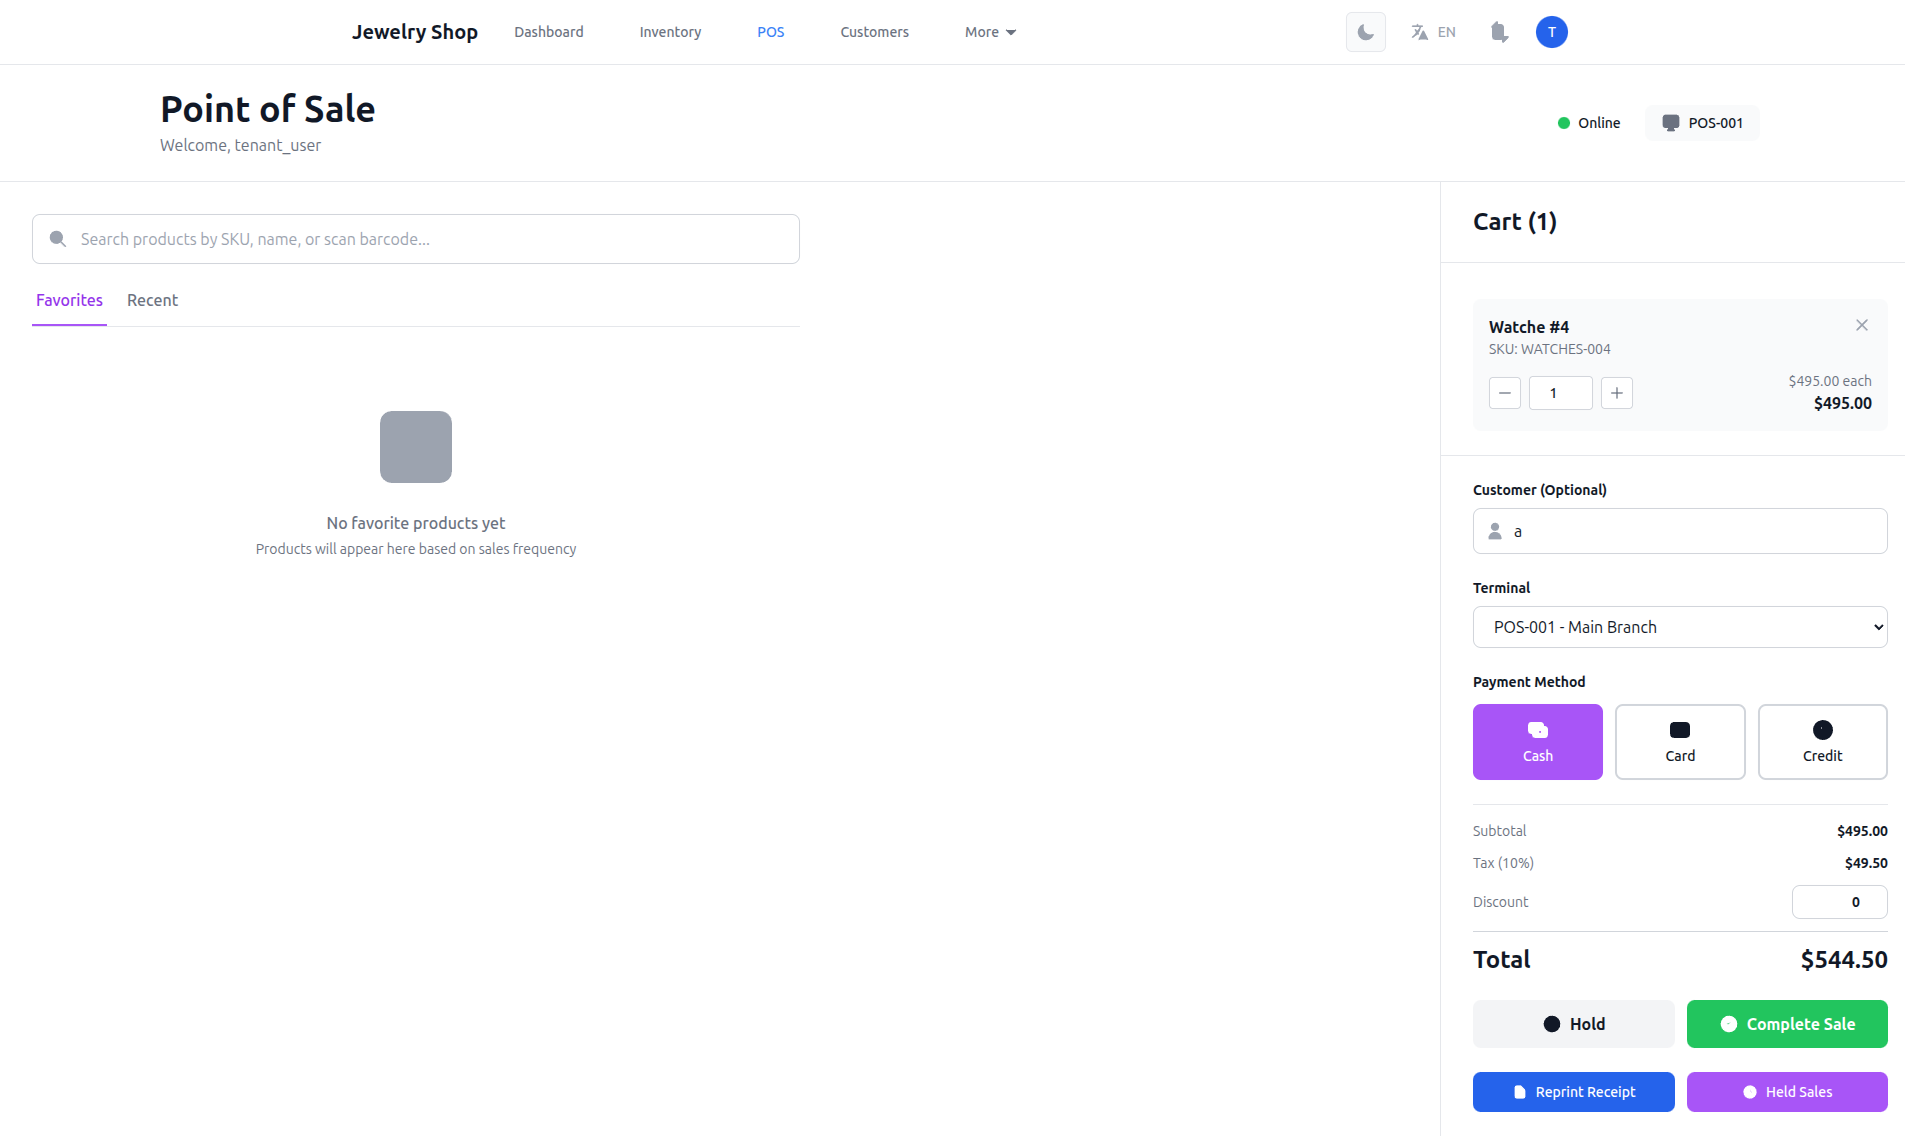 Jewelry Shop Dashboard Inventory POS Customers More EN T
Point of Sale
Welcome, tenant_user
Online POS-001
Search products by SKU, name, or scan barcode...
Favorites Recent
No favorite products yet
Products will appear here based on sales frequency
Cart (1)
Watche #4
SKU: WATCHES-004
1
$495.00 each
$495.00
Customer (Optional)
a
Terminal
POS-001 - Main Branch
Payment Method
Cash Card Credit
Subtotal $495.00
Tax (10%) $49.50
Discount 0
Total $544.50
Hold Complete Sale
Reprint Receipt Held Sales